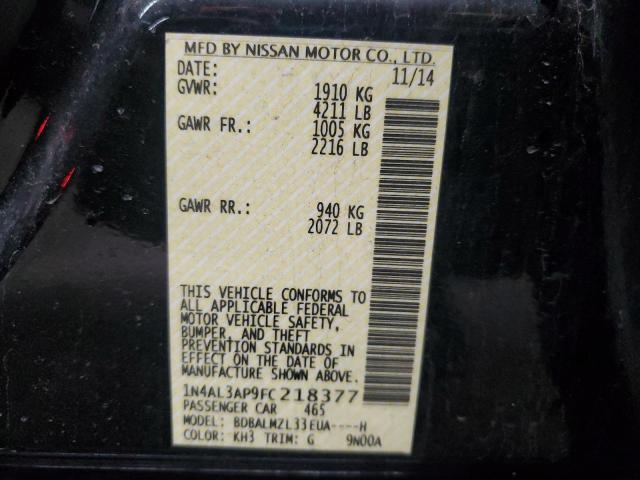 MFD BY NISSAN MOTOR CO., LTD.
DATE: 11/14
GVWR: 1910 KG
4211 LB
GAWR FR.: 1005 KG
2216 LB
GAWR RR.: 940 KG
2072 LB
THIS VEHICLE CONFORMS TO
ALL APPLICABLE FEDERAL
MOTOR VEHICLE SAFETY,
BUMPER, AND THEFT
PREVENTION STANDARDS IN
EFFECT ON THE DATE OF
MANUFACTURE SHOWN ABOVE.
1N4AL3AP9FC218377
PASSENGER CAR 465
MODEL: BDBALMZL33EUA----H
COLOR: KH3 TRIM: G 9N00A